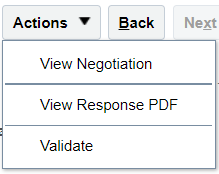 Actions Back Next
View Negotiation
View Response PDF
Validate